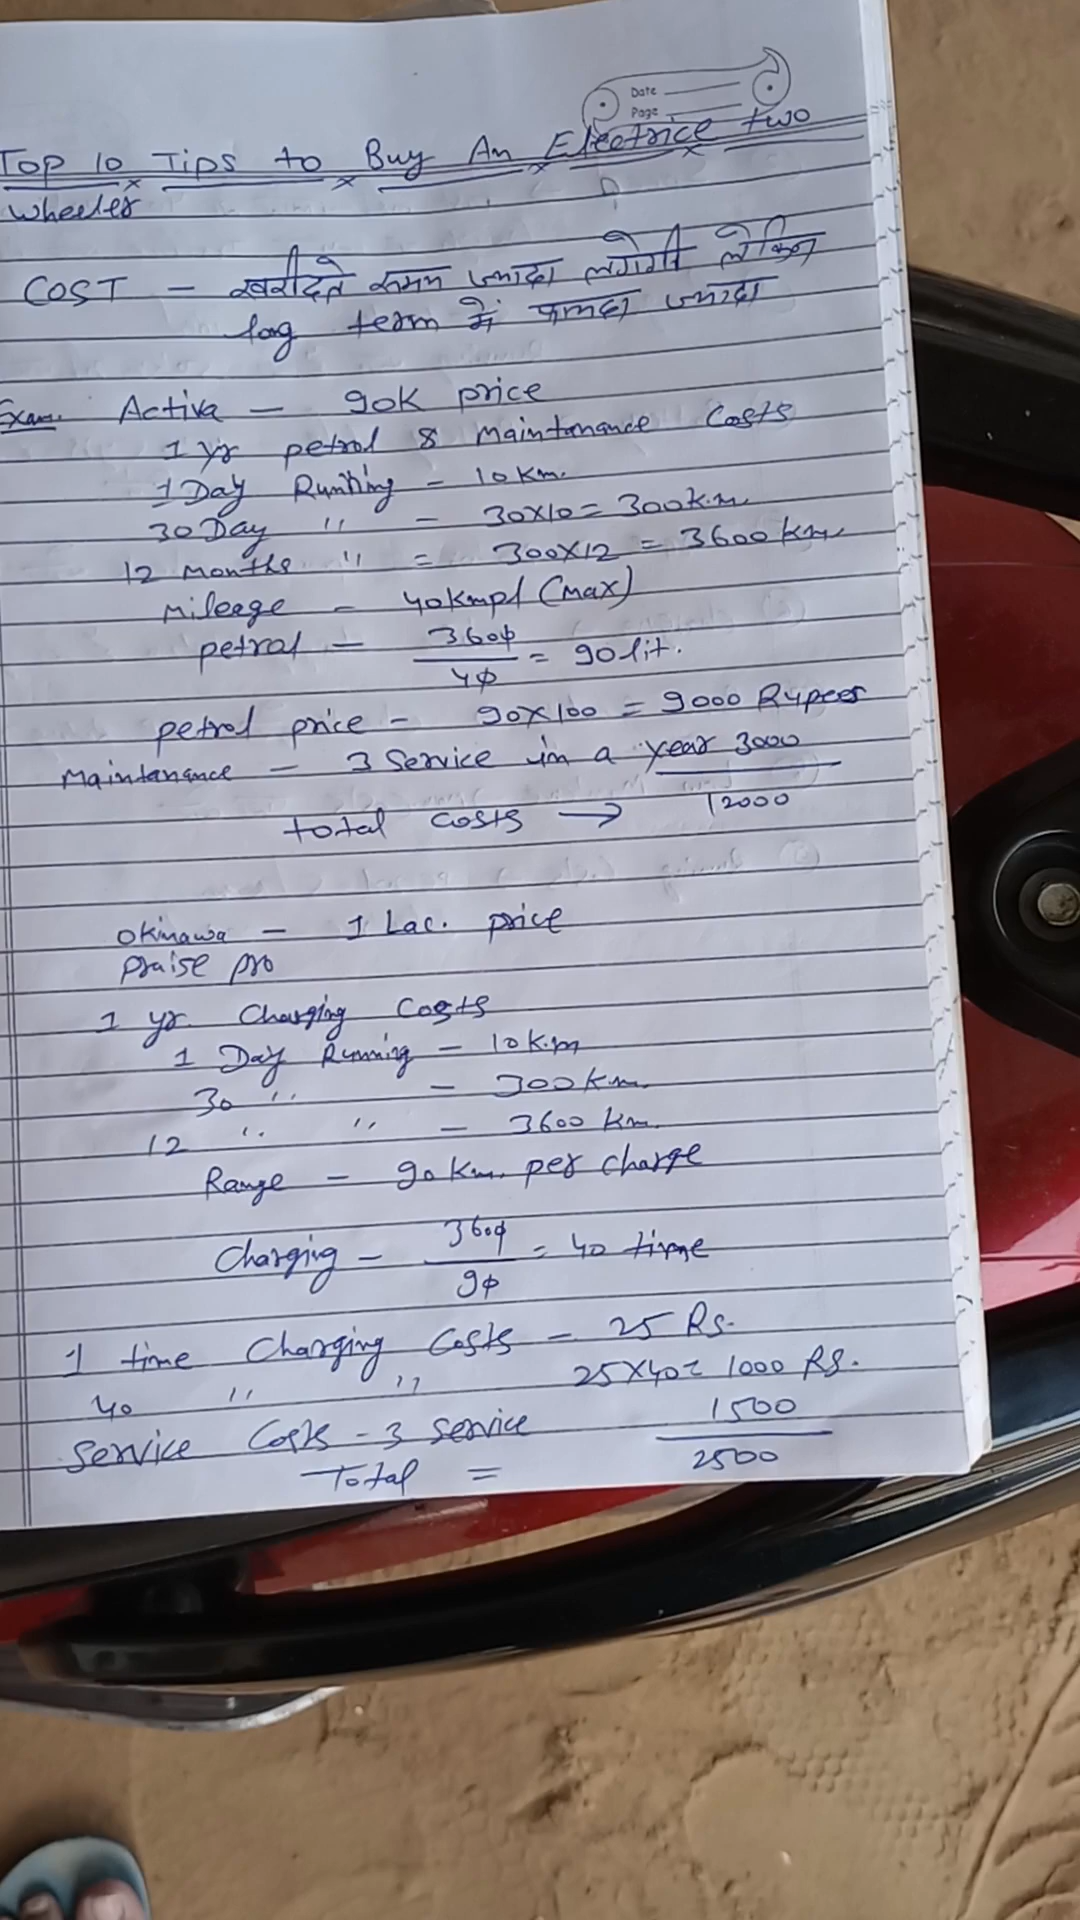 Date
Page
Top 10 Tips to Buy An Electrice two
wheeler
COST - खरीदते समय ज्यादा लगेगी लेकिन
log term में फायदा ज्यादा
Exam. Activa - 90K price
1 yr petrol & Maintanance Costs
1 Day Running - 10 Km.
30 Day " - 30x10 = 300k.m.
12 Months " = 300x12 = 3600 Km.
Mileage - 40Kmpl (Max)
petrol - 3600/40 = 90 lit.
petrol price - 90x100 = 9000 Rupees
Maintanance - 3 Service in a year 3000
total costs → 12000
Okinawa - 1 Lac. price
praise pro
1 yr. Charging Costs
1 Day Running - 10 k.m
30 " - 300 km.
12 " " - 3600 Km.
Range - 90 Km. per charge
Charging - 3600/90 = 40 time
1 time Charging Costs - 25 Rs.
40 " " 25x40= 1000 RS.
Service Costs - 3 service 1500
Total = 2500